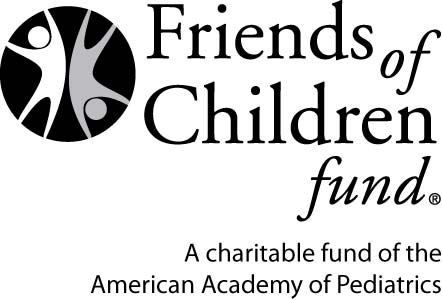 Friends of
Children
fund®
A charitable fund of the
American Academy of Pediatrics